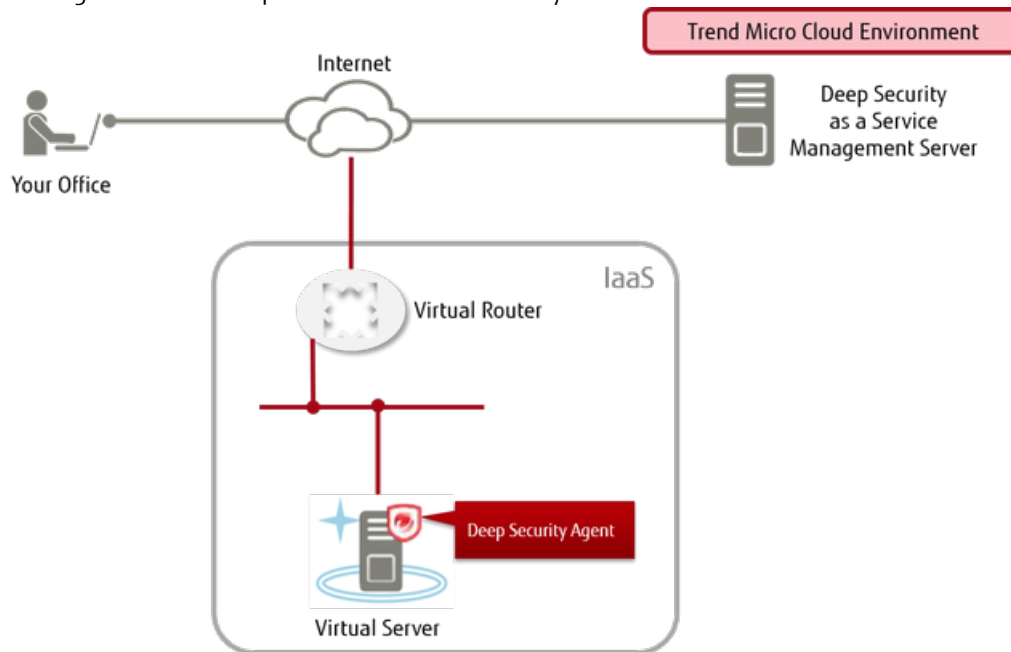 Trend Micro Cloud Environment
Internet
Deep Security
as a Service
Management Server
Your Office
IaaS
Virtual Router
Deep Security Agent
Virtual Server